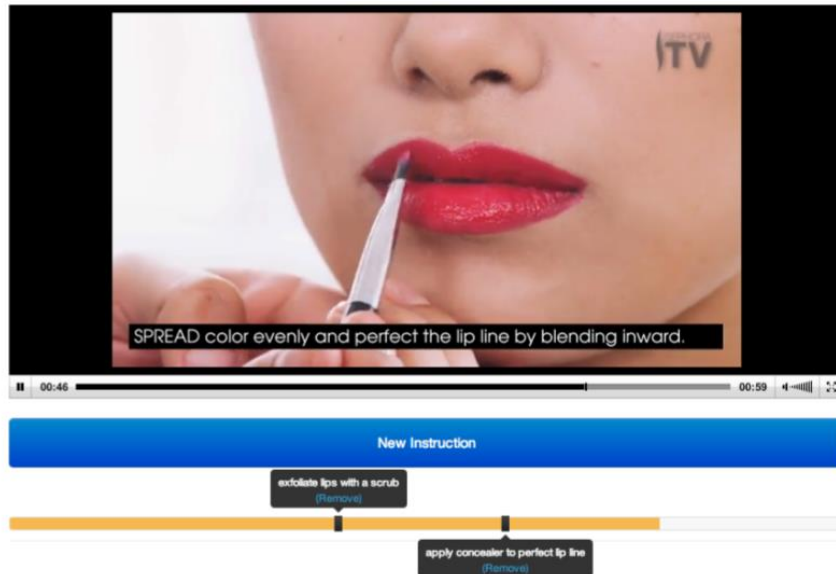 SEPHORA
TV
SPREAD color evenly and perfect the lip line by blending inward.
00:46
00:59
New Instruction
exfoliate lips with a scrub
(Remove)
apply concealer to perfect lip line
(Remove)